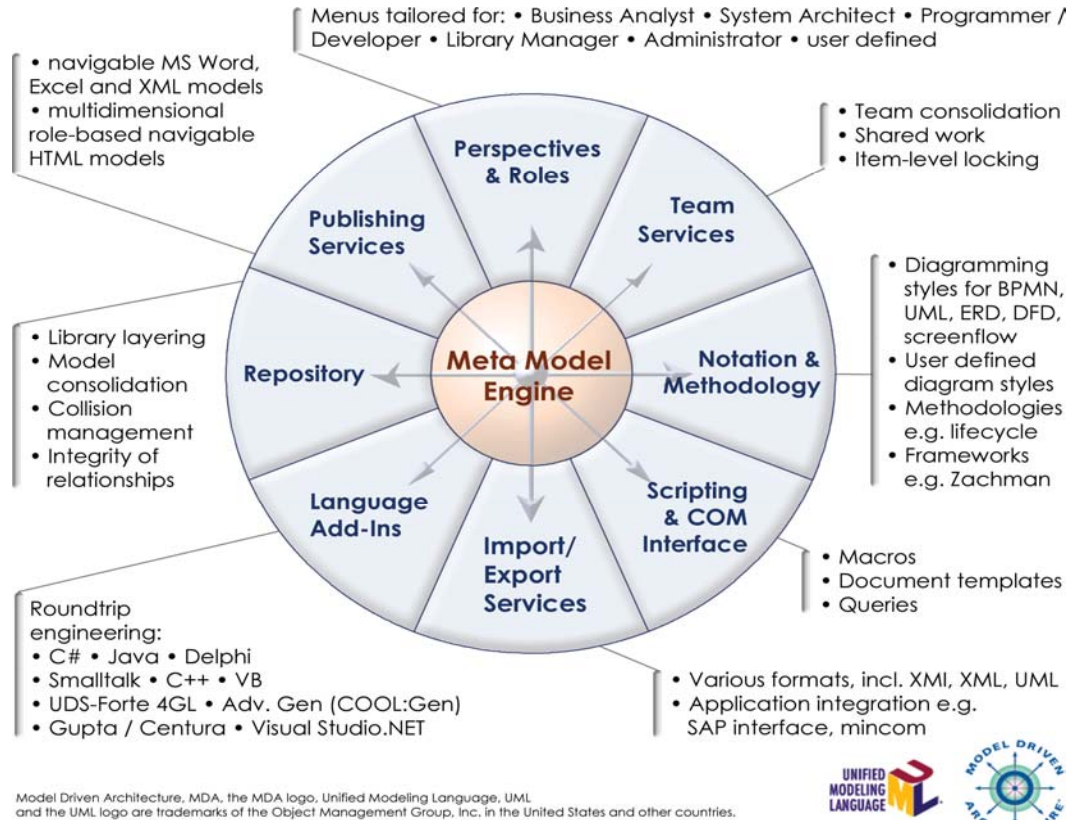 Menus tailored for: • Business Analyst • System Architect • Programmer /
Developer • Library Manager • Administrator • user defined
• navigable MS Word,
Excel and XML models
• multidimensional
role-based navigable
HTML models
• Team consolidation
• Shared work
• Item-level locking
Perspectives
& Roles
Publishing
Services
Team
Services
• Diagramming
styles for BPMN,
UML, ERD, DFD,
screenflow
• User defined
diagram styles
• Methodologies
e.g. lifecycle
• Frameworks
e.g. Zachman
• Library layering
• Model
consolidation
• Collision
management
• Integrity of
relationships
Repository
Meta Model
Engine
Notation &
Methodology
Language
Add-Ins
Import/
Export
Services
Scripting
& COM
Interface
• Macros
• Document templates
• Queries
Roundtrip
engineering:
• C# • Java • Delphi
• Smalltalk • C++ • VB
• UDS-Forte 4GL • Adv. Gen (COOL:Gen)
• Gupta / Centura • Visual Studio.NET
• Various formats, incl. XMI, XML, UML
• Application integration e.g.
SAP interface, mincom
UNIFIED
MODELING
LANGUAGE
UML
MODEL DRIVEN
Model Driven Architecture, MDA, the MDA logo, Unified Modeling Language, UML
and the UML logo are trademarks of the Object Management Group, Inc. in the United States and other countries.